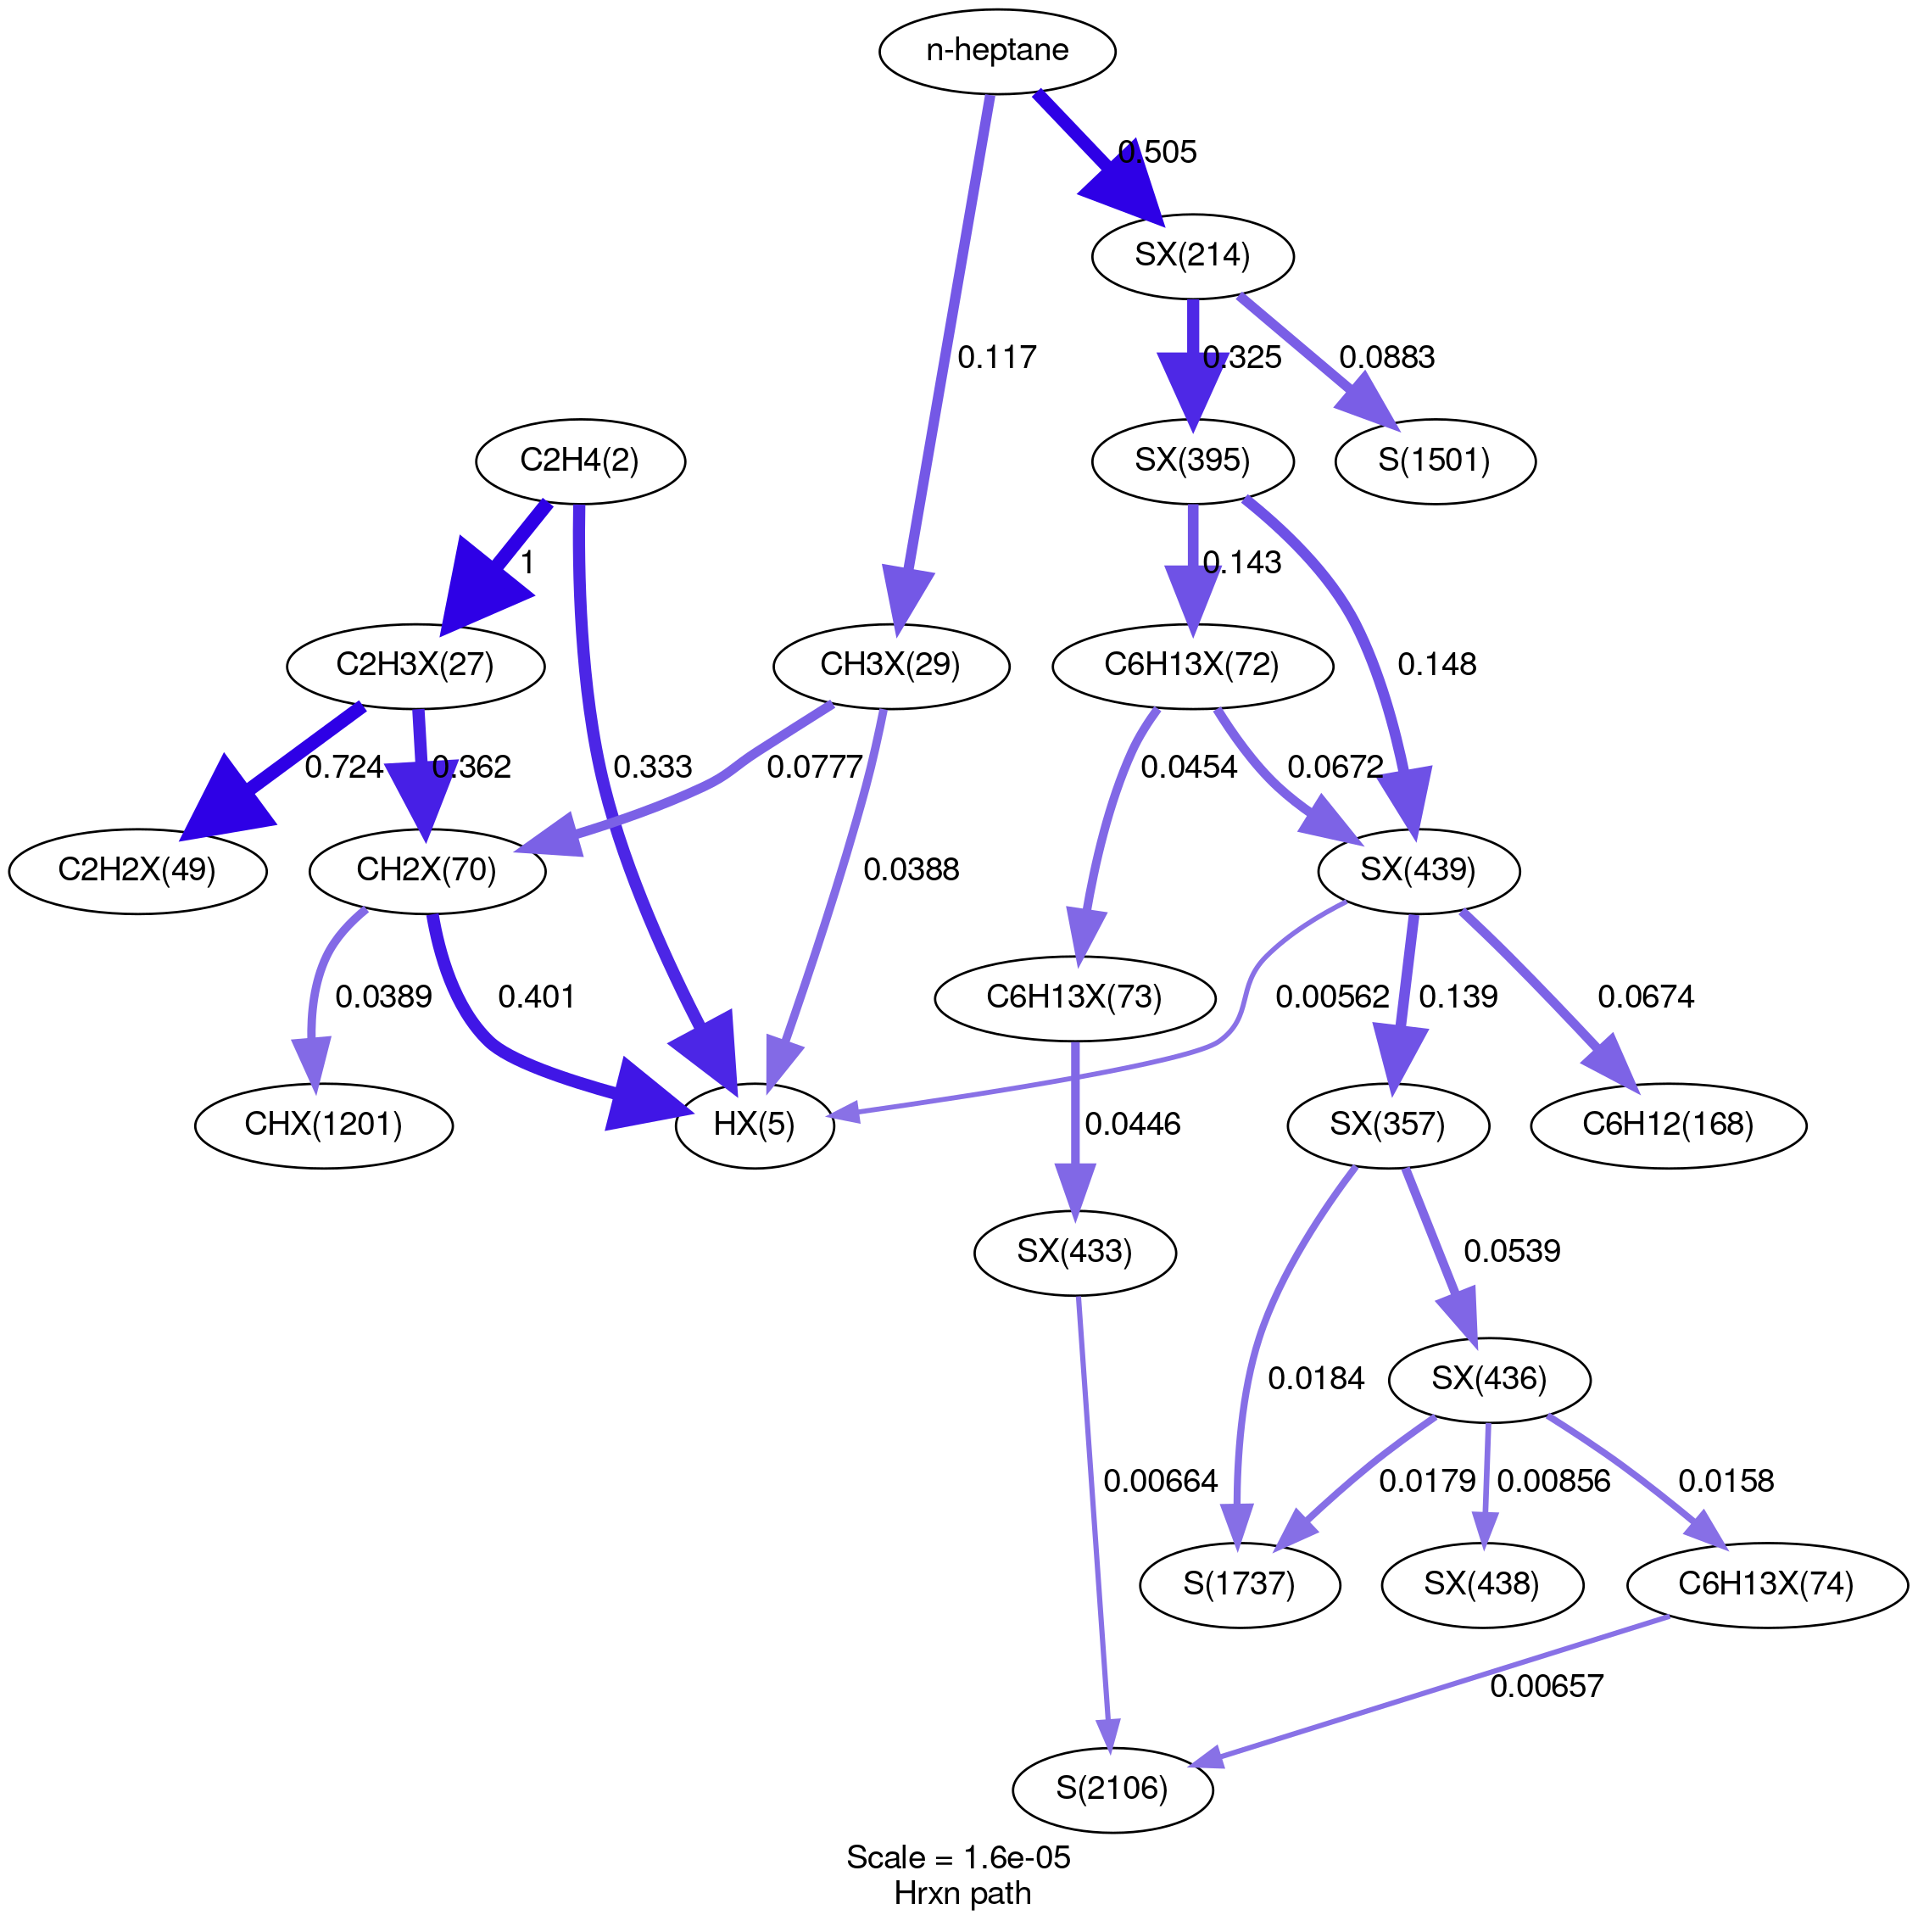 n-heptane
0.505
SX(214)
0.117
0.325
0.0883
C2H4(2)
SX(395)
S(1501)
1
0.143
C2H3X(27)
CH3X(29)
C6H13X(72)
0.148
0.724
0.362
0.333
0.0777
0.0454
0.0672
C2H2X(49)
CH2X(70)
0.0388
SX(439)
0.0389
0.401
C6H13X(73)
0.00562
0.139
0.0674
CHX(1201)
HX(5)
0.0446
SX(357)
C6H12(168)
SX(433)
0.0539
0.0184
SX(436)
0.00664
0.0179
0.00856
0.0158
S(1737)
SX(438)
C6H13X(74)
0.00657
S(2106)
Scale = 1.6e-05
Hrxn path